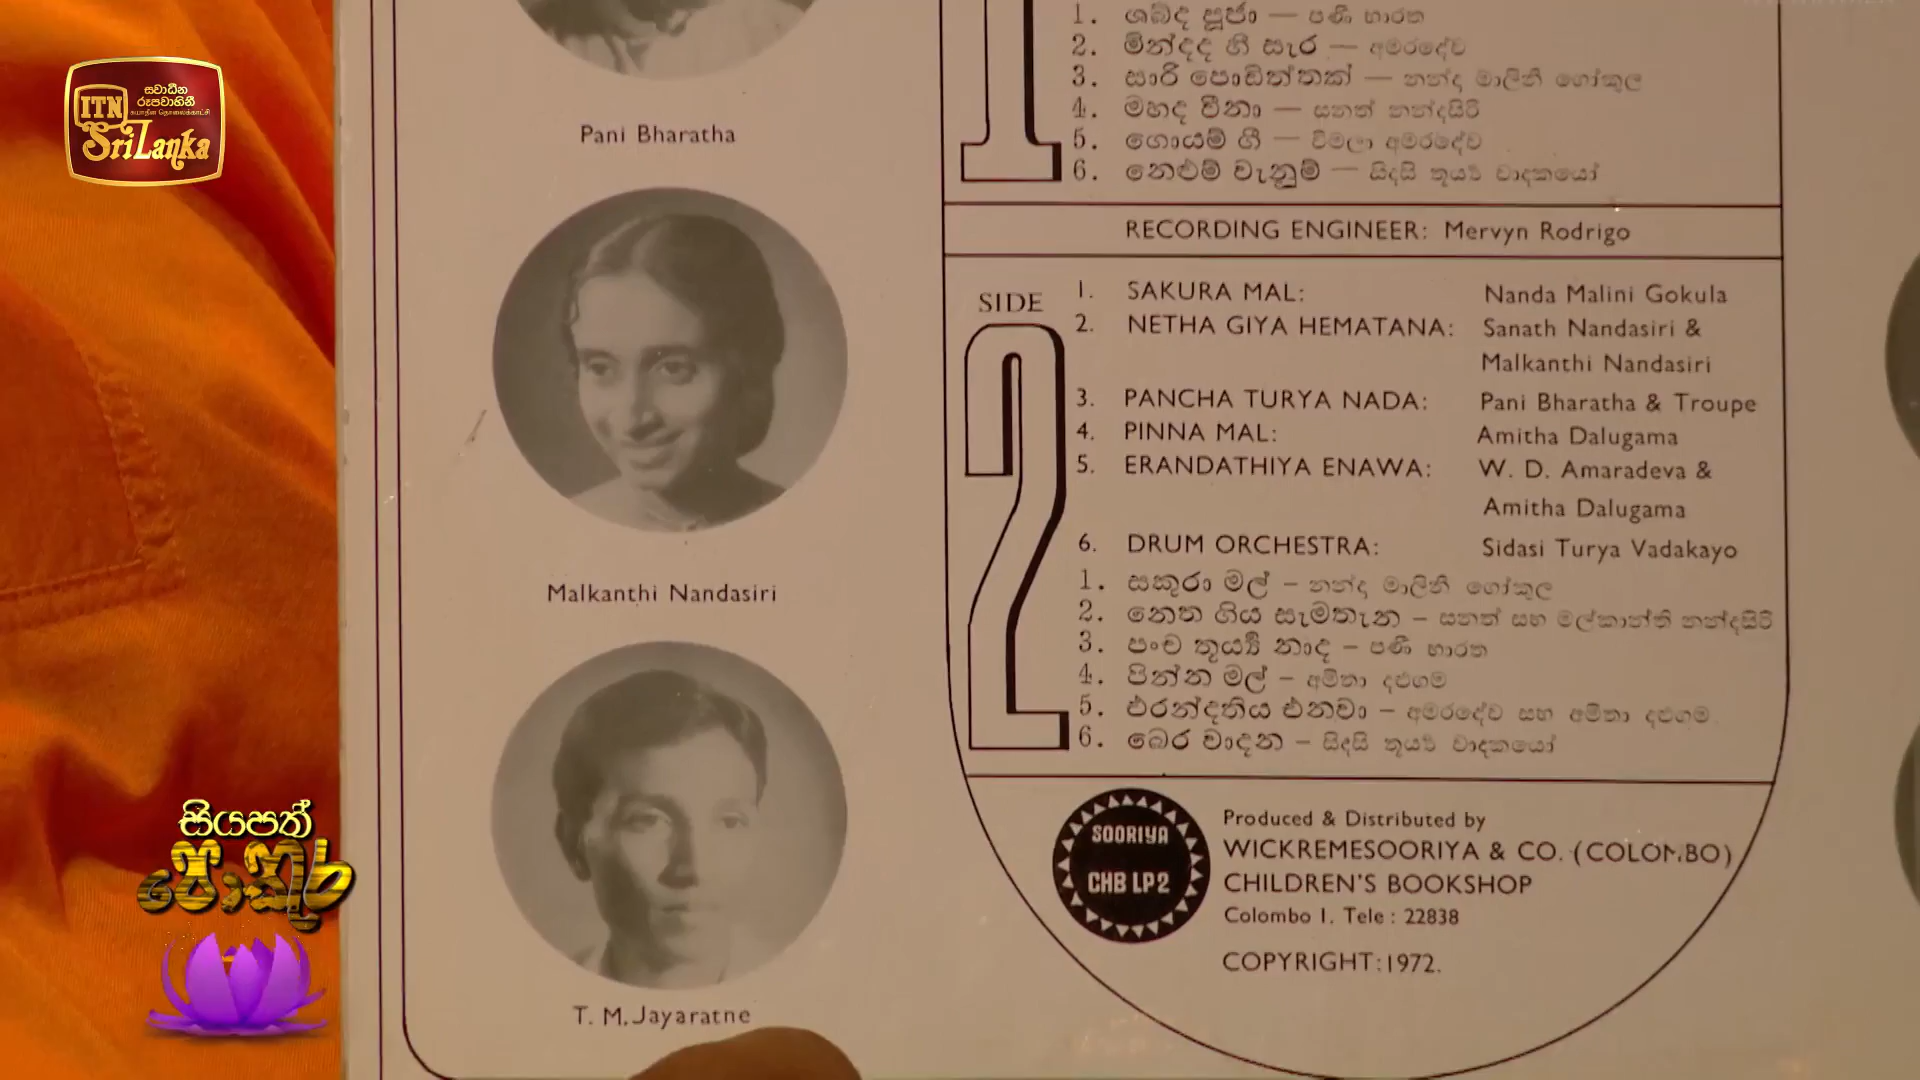 ස්වාධීන
රූපවාහිනී
ITN
சுயாதீன தொலைக்காட்சி
Sri Lanka
Pani Bharatha
Malkanthi Nandasiri
T. M. Jayaratne
1
1. ශබ්ද පූජා — පණී භාරත
2. මින්දද හී සැර — අමරදේව
3. සාරි පොඩිත්තක් — නන්දා මාලිනී ගෝකුල
4. මහද වීනා — සනත් නන්දසිරි
5. ගොයම් ගී — විමලා අමරදේව
6. නෙළුම් වැනුම් — සිදසි තූර්‍ය්‍ය වාදකයෝ
RECORDING ENGINEER: Mervyn Rodrigo
SIDE
2
1. SAKURA MAL: Nanda Malini Gokula
2. NETHA GIYA HEMATANA: Sanath Nandasiri &
Malkanthi Nandasiri
3. PANCHA TURYA NADA: Pani Bharatha & Troupe
4. PINNA MAL: Amitha Dalugama
5. ERANDATHIYA ENAWA: W. D. Amaradeva &
Amitha Dalugama
6. DRUM ORCHESTRA: Sidasi Turya Vadakayo
1. සකුරා මල් – නන්දා මාලිනී ගෝකුල
2. නෙත ගිය සැමතැන – සනත් සහ මල්කාන්ති නන්දසිරි
3. පංච තූර්‍ය්‍ය නාද – පණී භාරත
4. පින්න මල් – අමිතා දළුගම
5. එරන්දතිය එනවා – අමරදේව සහ අමිතා දළුගම
6. බෙර වාදන – සිදසි තූර්‍ය්‍ය වාදකයෝ
SOORIYA
CHB LP2
Produced & Distributed by
WICKREMESOORIYA & CO. (COLOMBO)
CHILDREN'S BOOKSHOP
Colombo 1. Tele : 22838
COPYRIGHT:1972.
සියපත්
පොකුර